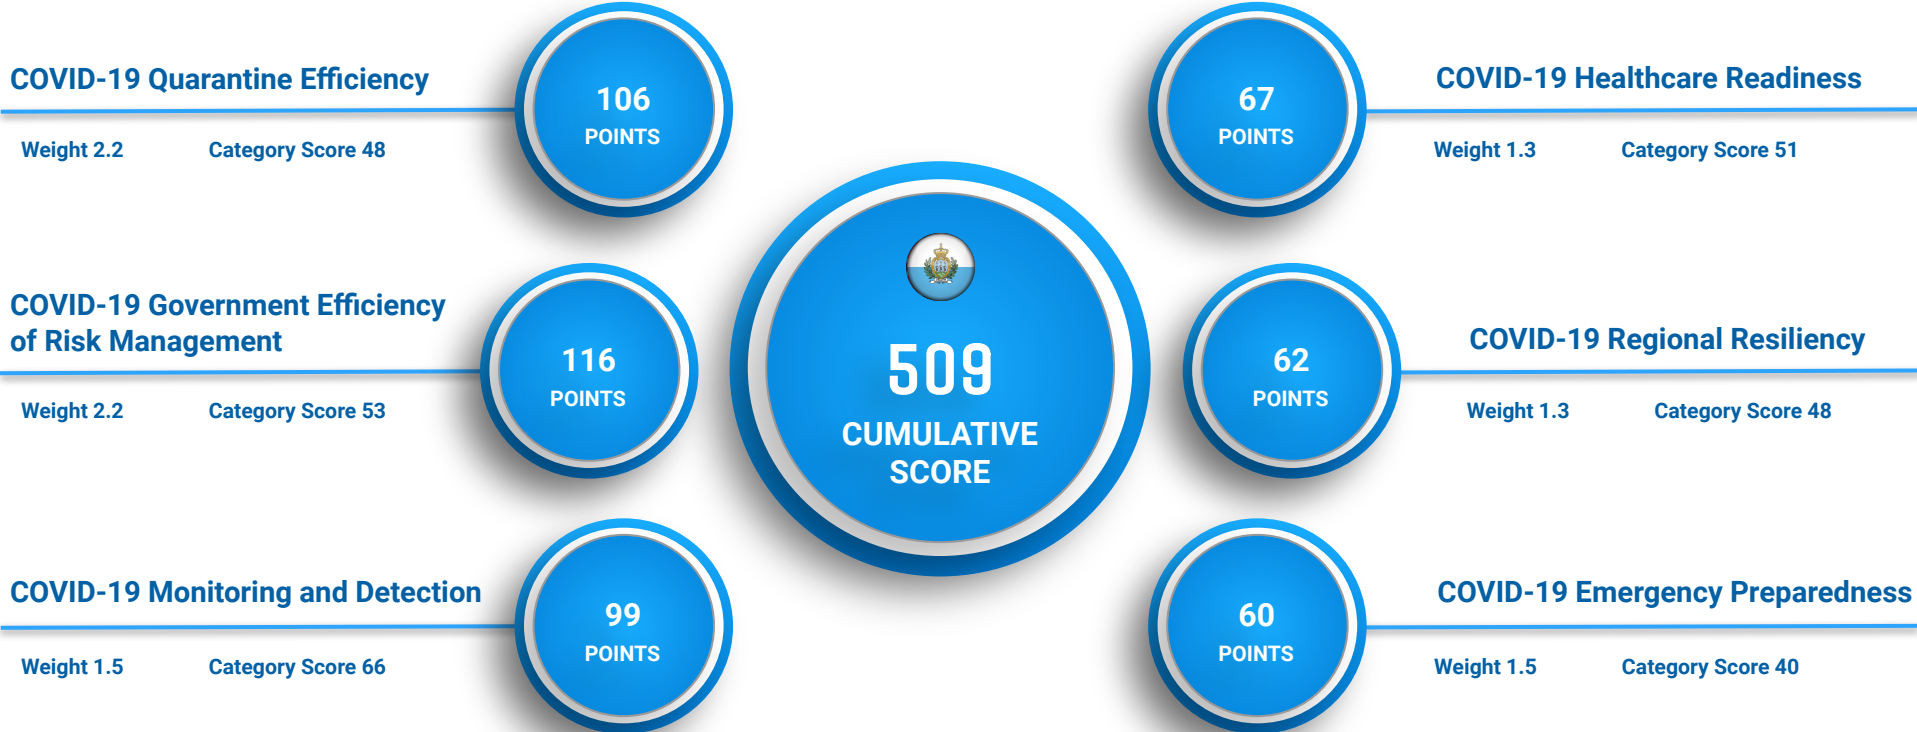 COVID-19 Quarantine Efficiency
Weight 2.2 Category Score 48
106
POINTS
COVID-19 Government Efficiency
of Risk Management
Weight 2.2 Category Score 53
116
POINTS
COVID-19 Monitoring and Detection
Weight 1.5 Category Score 66
99
POINTS
509
CUMULATIVE
SCORE
67
POINTS
COVID-19 Healthcare Readiness
Weight 1.3 Category Score 51
62
POINTS
COVID-19 Regional Resiliency
Weight 1.3 Category Score 48
60
POINTS
COVID-19 Emergency Preparedness
Weight 1.5 Category Score 40